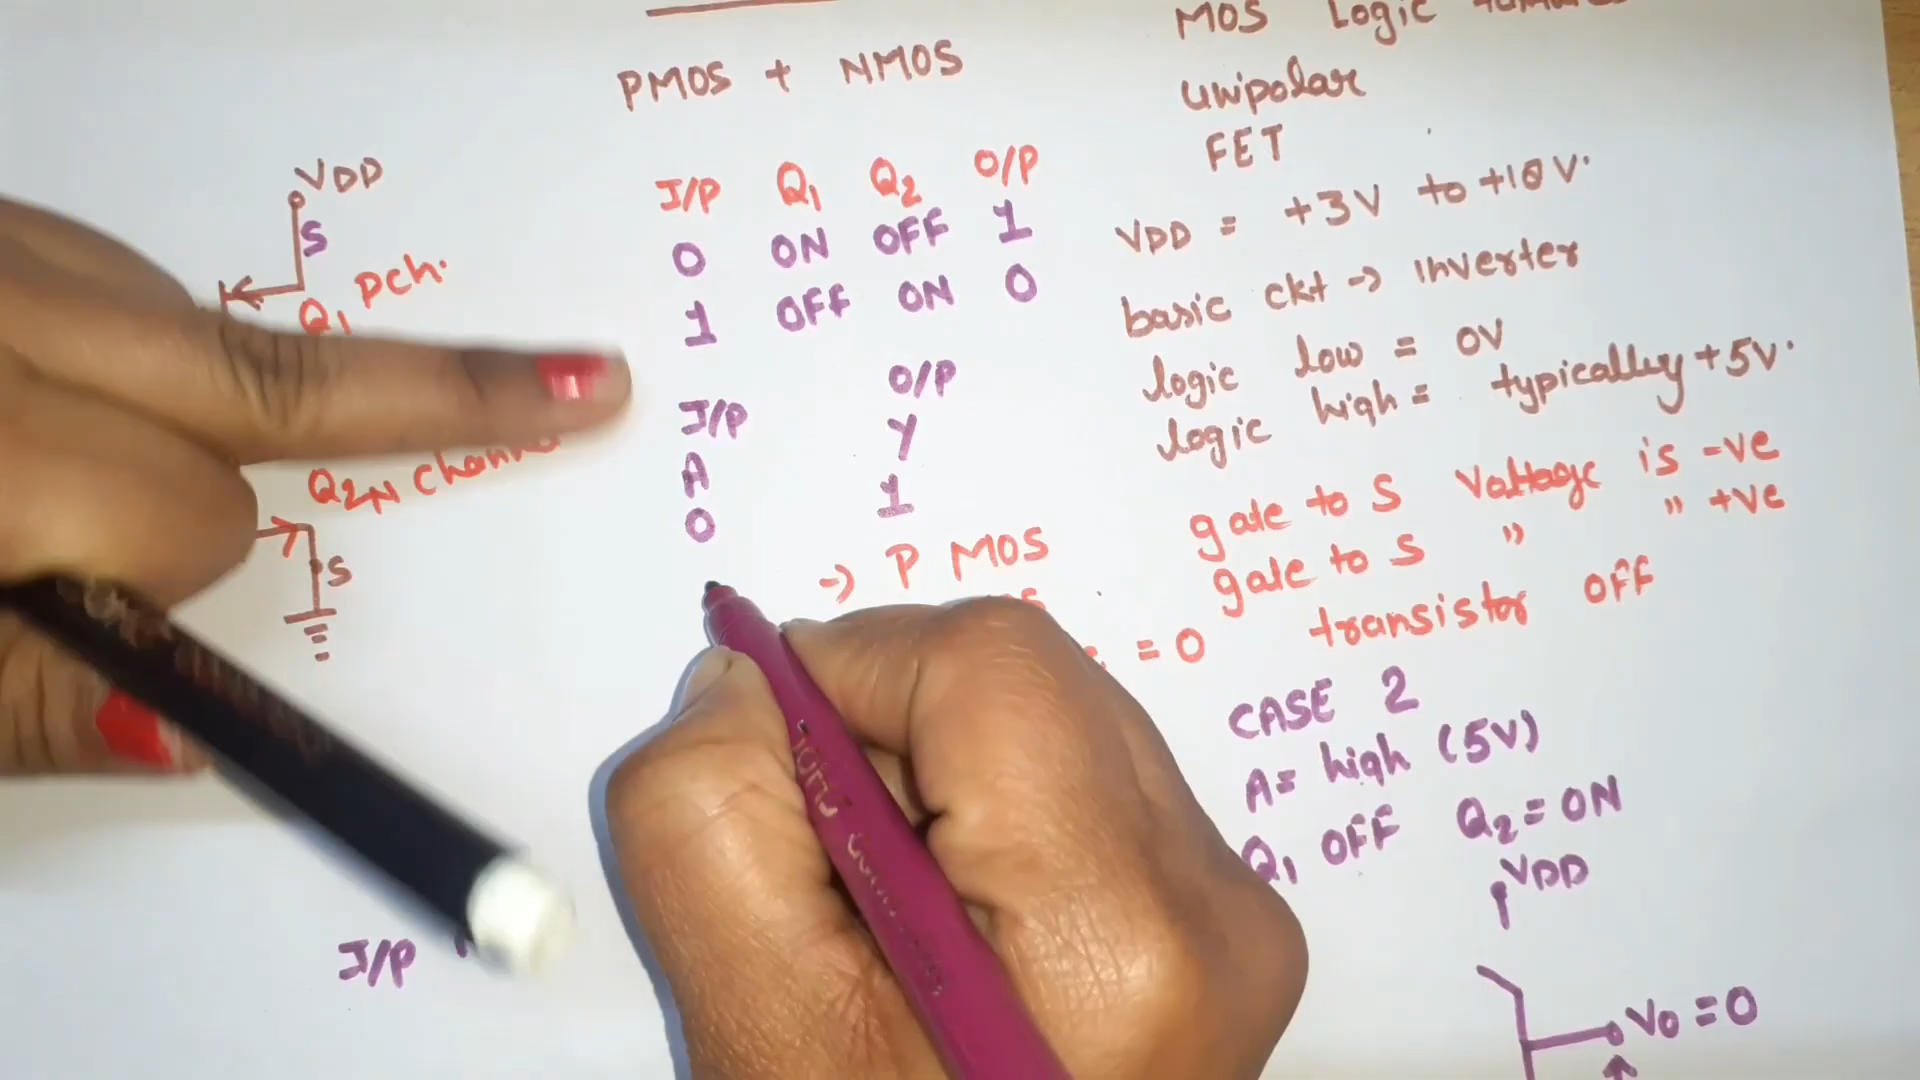 PMOS + NMOS
VDD
S
Pch.
Q1
Q2 N Channel
S
I/P Q1 Q2 O/P
0 ON OFF 1
1 OFF ON 0
O/P
I/P Y
A 1
0
-> P MOS
= 0
I/P
MOS Logic
Unipolar
FET
VDD = +3V to +18V.
basic ckt -> inverter
logic low = 0V
logic high = typically +5V.
gate to S Voltage is -ve
gate to S " " +ve
transistor OFF
CASE 2
A = high (5V)
Q1 OFF Q2 = ON
VDD
Vo = 0